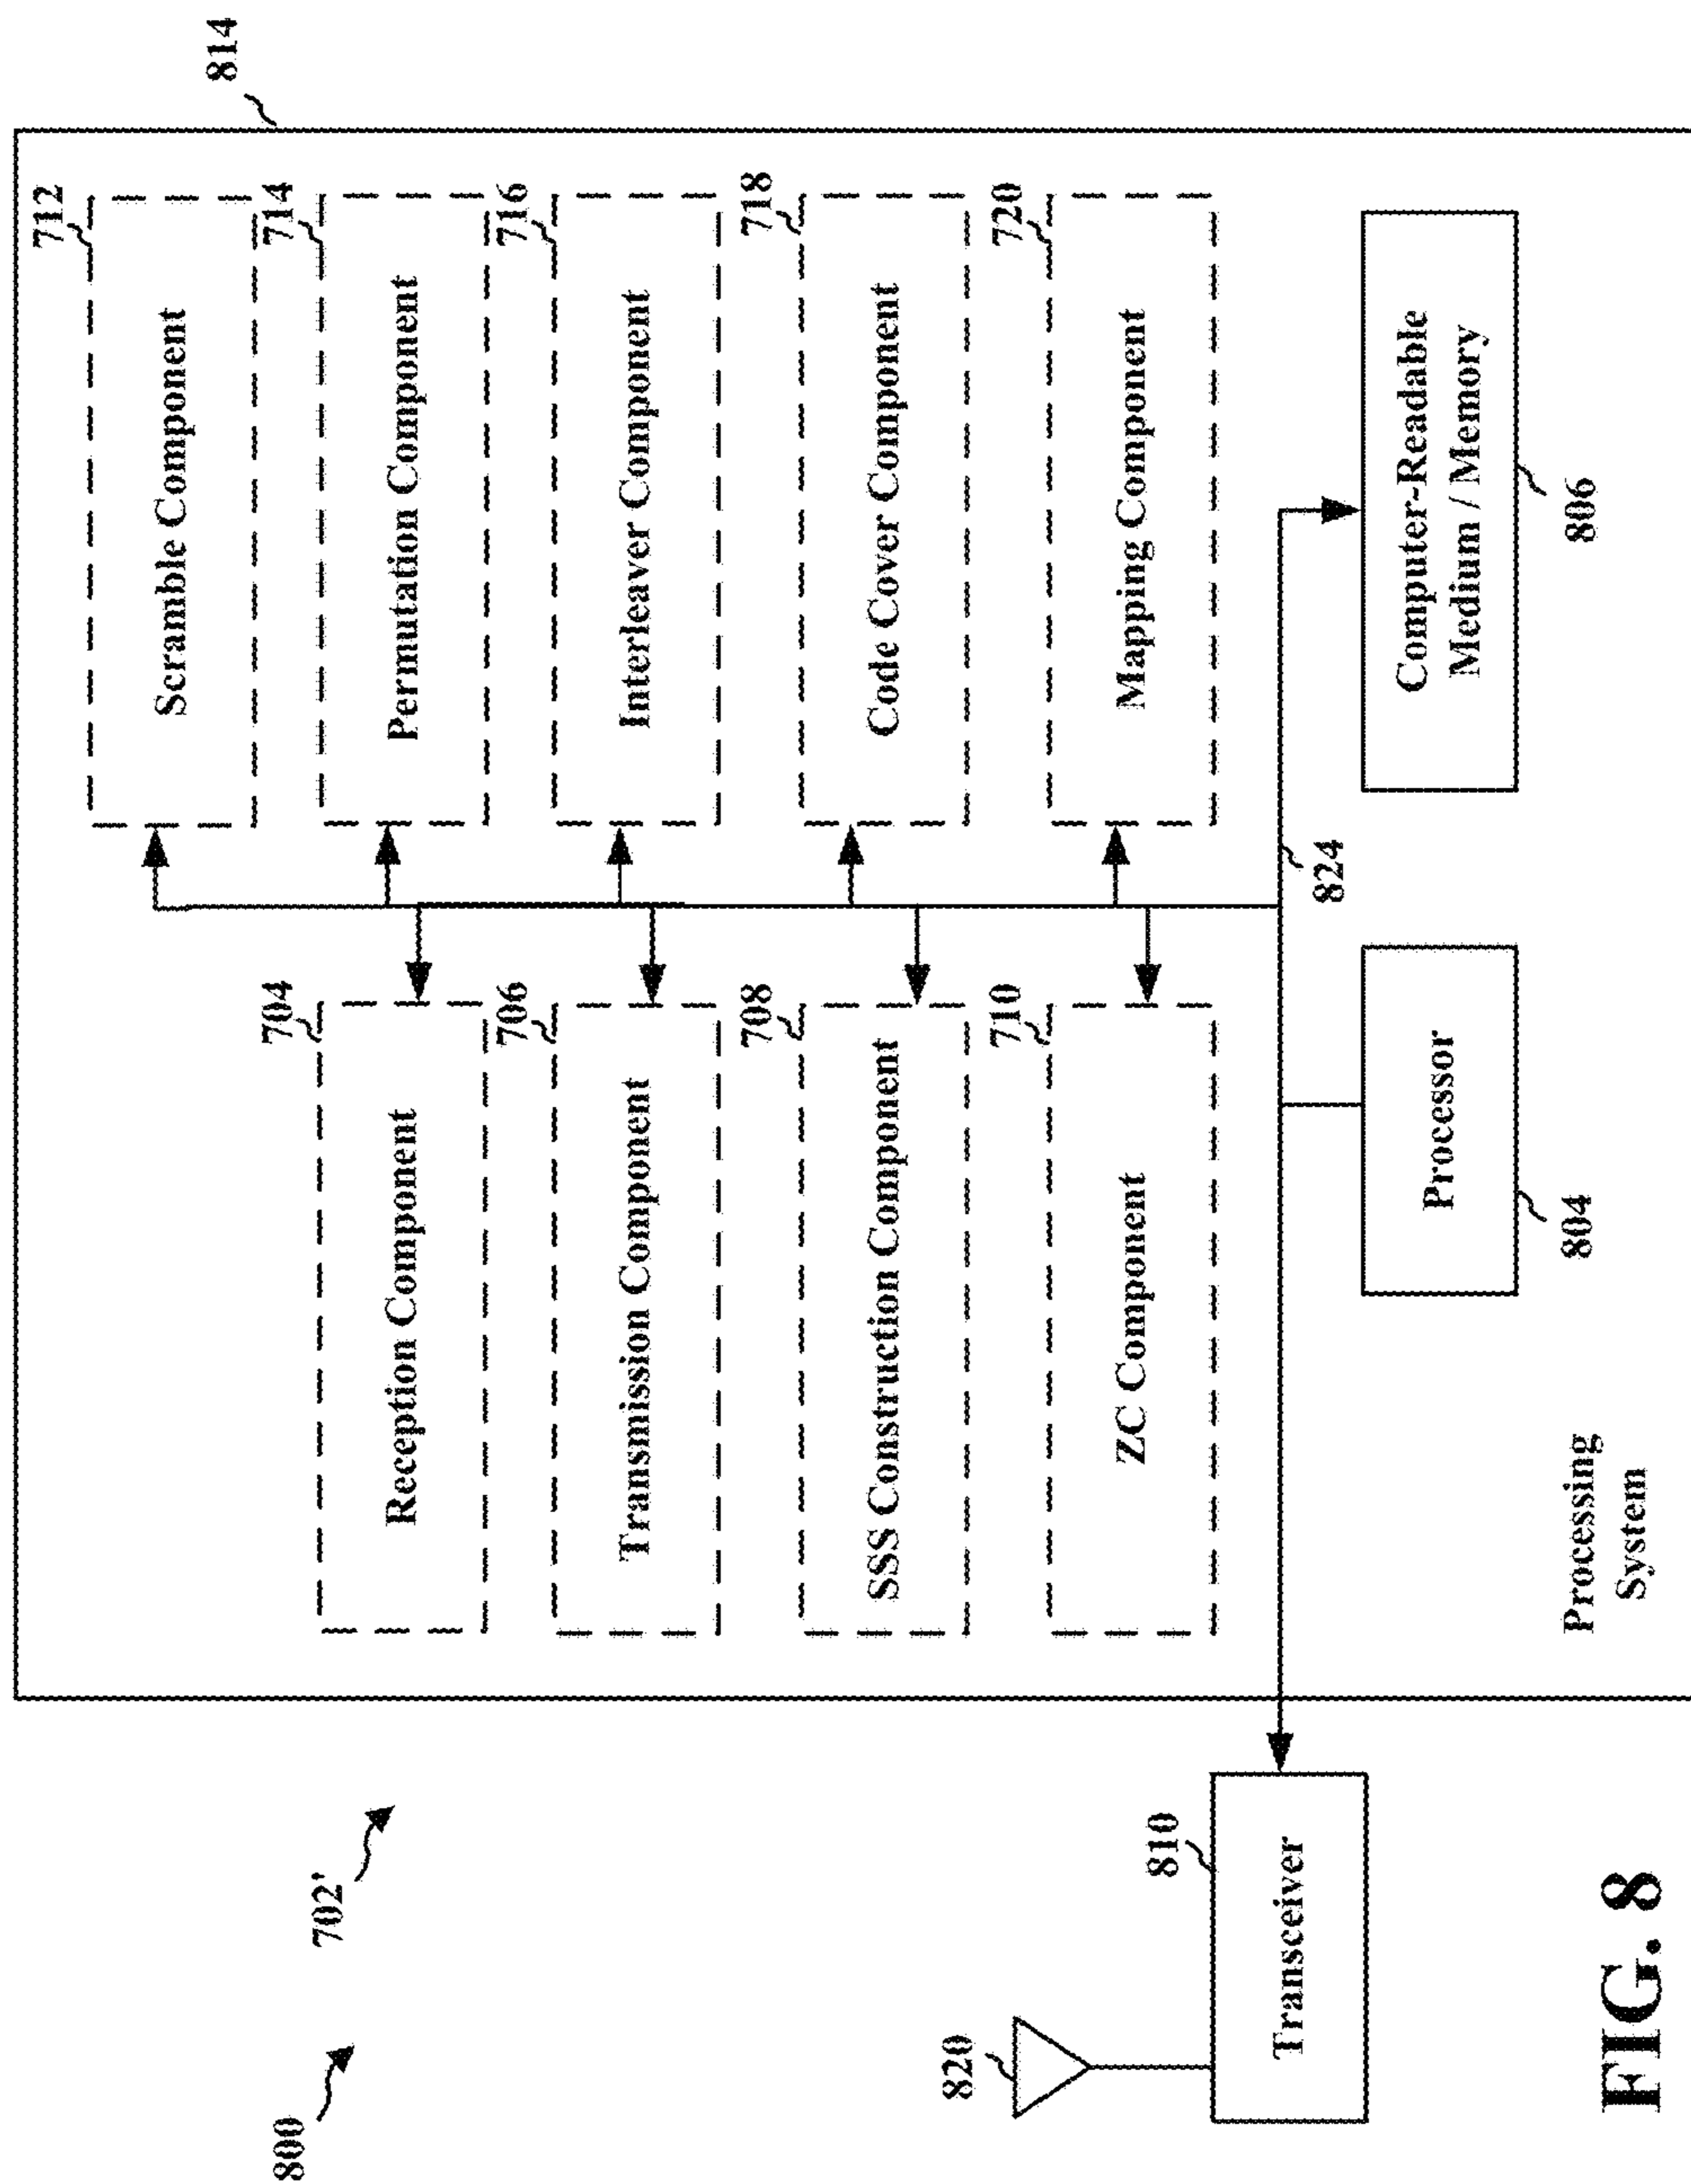 800
702'
814
712
Scramble Component
704
Reception Component
714
Permutation Component
706
Transmission Component
716
Interleaver Component
708
SSS Construction Component
718
Code Cover Component
710
ZC Component
720
Mapping Component
820
810
Transceiver
824
Processor
804
Computer-Readable
Medium / Memory
806
Processing
System
FIG. 8